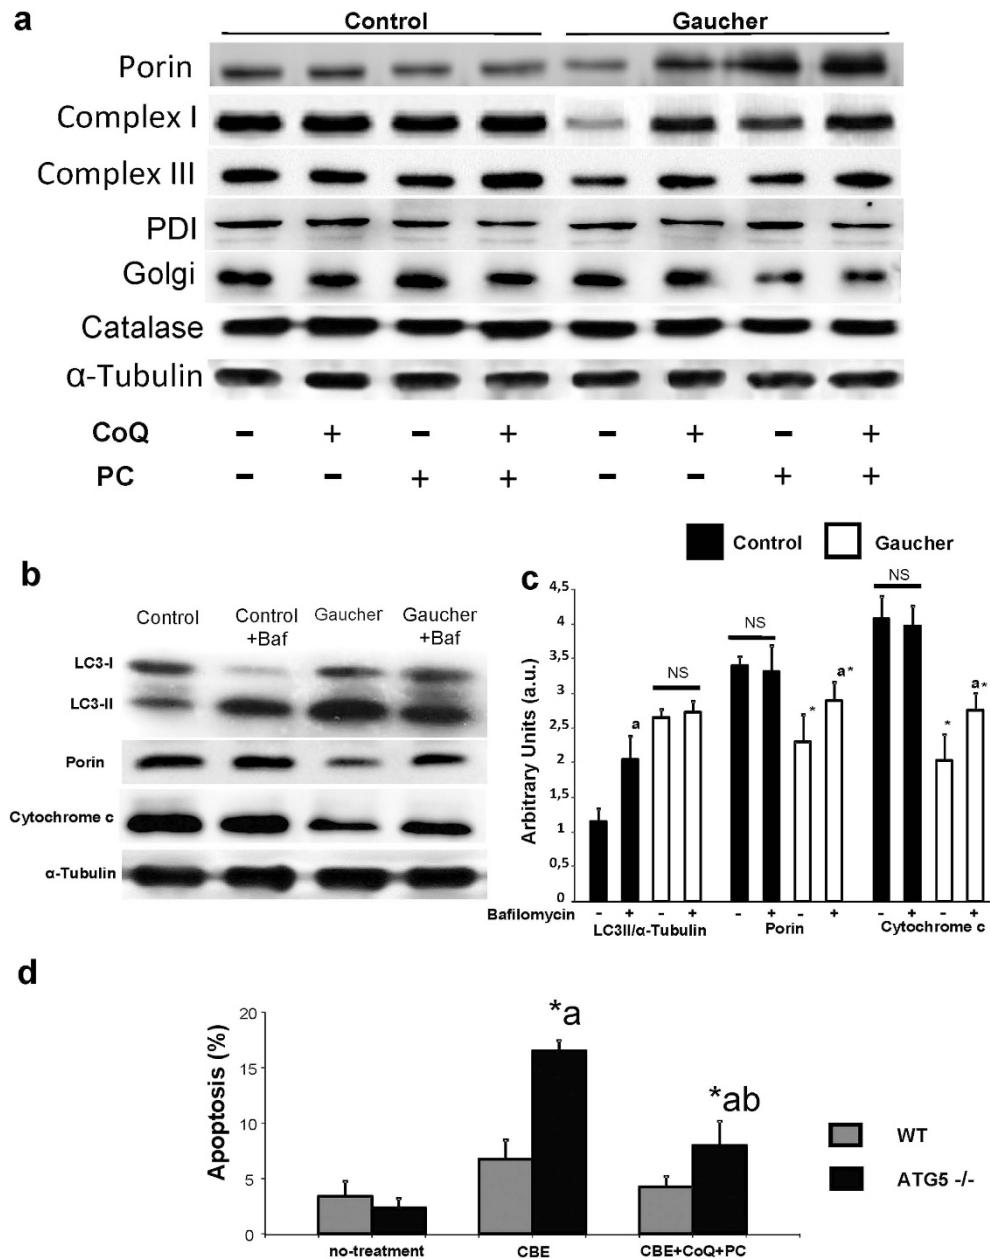 a
Control Gaucher
Porin
Complex I
Complex III
PDI
Golgi
Catalase
α-Tubulin
CoQ - + - + - + - +
PC - - + + - - + +
b
Control Control +Baf Gaucher Gaucher +Baf
LC3-I
LC3-II
Porin
Cytochrome c
α-Tubulin
c
Control Gaucher
Arbitrary Units (a.u.)
4,5
4
3,5
3
2,5
2
1,5
1
0,5
0
a NS NS * a* NS * a*
Bafilomycin - + - + - + - + - + - +
LC3II/α-Tubulin Porin Cytochrome c
d
Apoptosis (%)
20
15
10
5
0
*a *ab
no-treatment CBE CBE+CoQ+PC
WT
ATG5 -/-